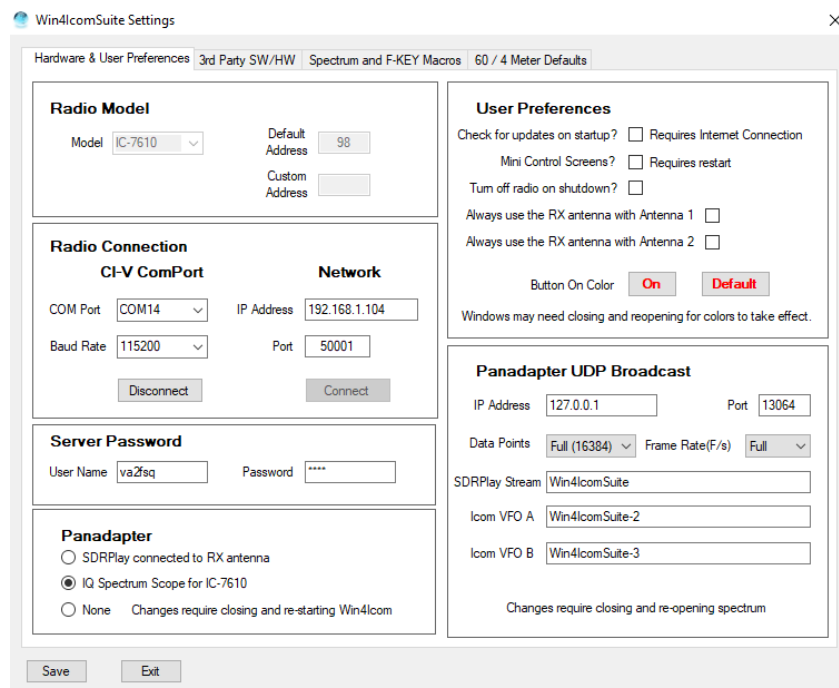 Win4IcomSuite Settings
Hardware & User Preferences
3rd Party SW/HW
Spectrum and F-KEY Macros
60 / 4 Meter Defaults
Radio Model
Model IC-7610
Default Address 98
Custom Address
Radio Connection
CI-V ComPort
Network
COM Port COM14
IP Address 192.168.1.104
Baud Rate 115200
Port 50001
Disconnect
Connect
Server Password
User Name va2fsq
Password ****
Panadapter
SDRPlay connected to RX antenna
IQ Spectrum Scope for IC-7610
None Changes require closing and re-starting Win4Icom
User Preferences
Check for updates on startup? Requires Internet Connection
Mini Control Screens? Requires restart
Turn off radio on shutdown?
Always use the RX antenna with Antenna 1
Always use the RX antenna with Antenna 2
Button On Color On Default
Windows may need closing and reopening for colors to take effect.
Panadapter UDP Broadcast
IP Address 127.0.0.1 Port 13064
Data Points Full (16384) Frame Rate(F/s) Full
SDRPlay Stream Win4IcomSuite
Icom VFO A Win4IcomSuite-2
Icom VFO B Win4IcomSuite-3
Changes require closing and re-opening spectrum
Save
Exit